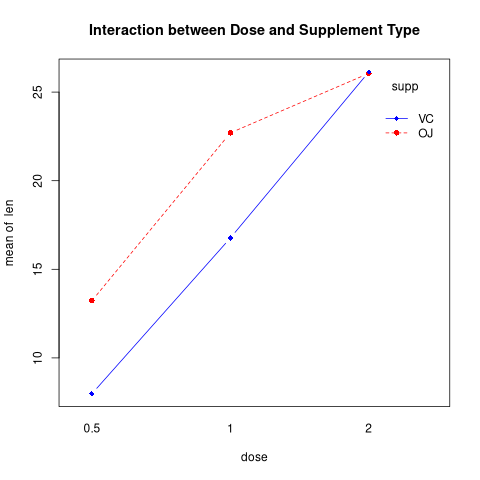 Interaction between Dose and Supplement Type
supp
VC
OJ
mean of len
25
20
15
10
0.5 1 2
dose